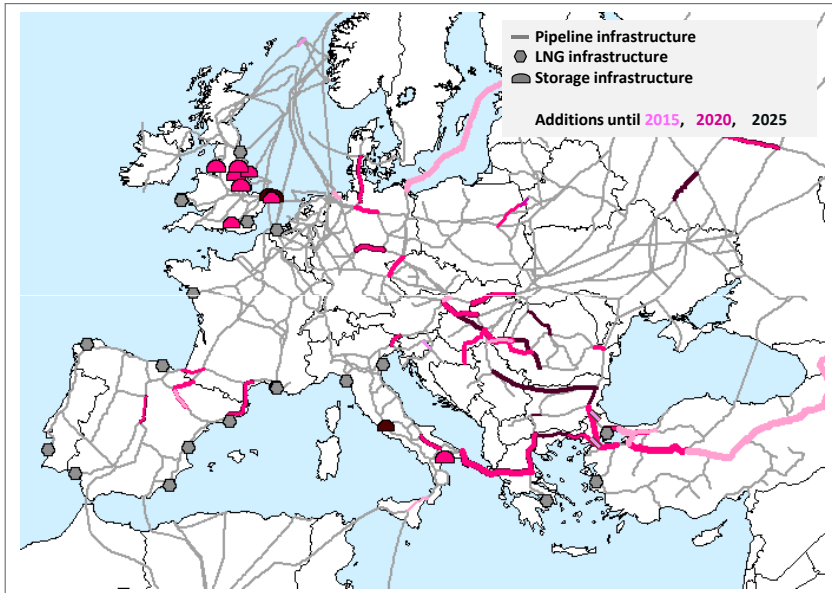 Pipeline infrastructure
LNG infrastructure
Storage infrastructure
Additions until 2015, 2020, 2025